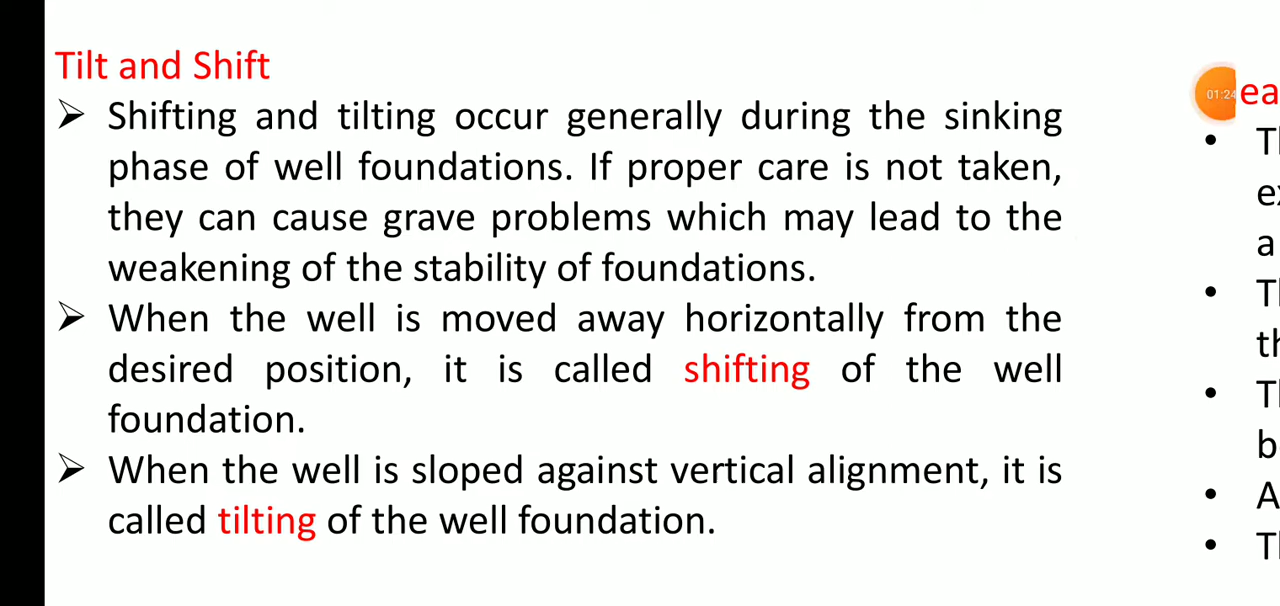 Tilt and Shift
➢ Shifting and tilting occur generally during the sinking
phase of well foundations. If proper care is not taken,
they can cause grave problems which may lead to the
weakening of the stability of foundations.
➢ When the well is moved away horizontally from the
desired position, it is called shifting of the well
foundation.
➢ When the well is sloped against vertical alignment, it is
called tilting of the well foundation.
01:24